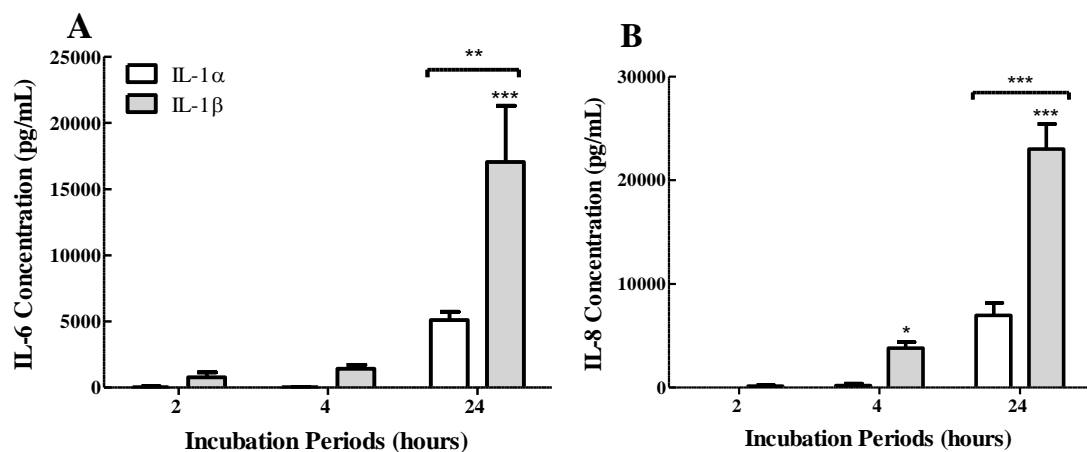 A
IL-6 Concentration (pg/mL)
25000
20000
15000
10000
5000
0
IL-1α
IL-1β
**
***
2
4
24
Incubation Periods (hours)
B
IL-8 Concentration (pg/mL)
30000
20000
10000
0
***
***
*
2
4
24
Incubation Periods (hours)